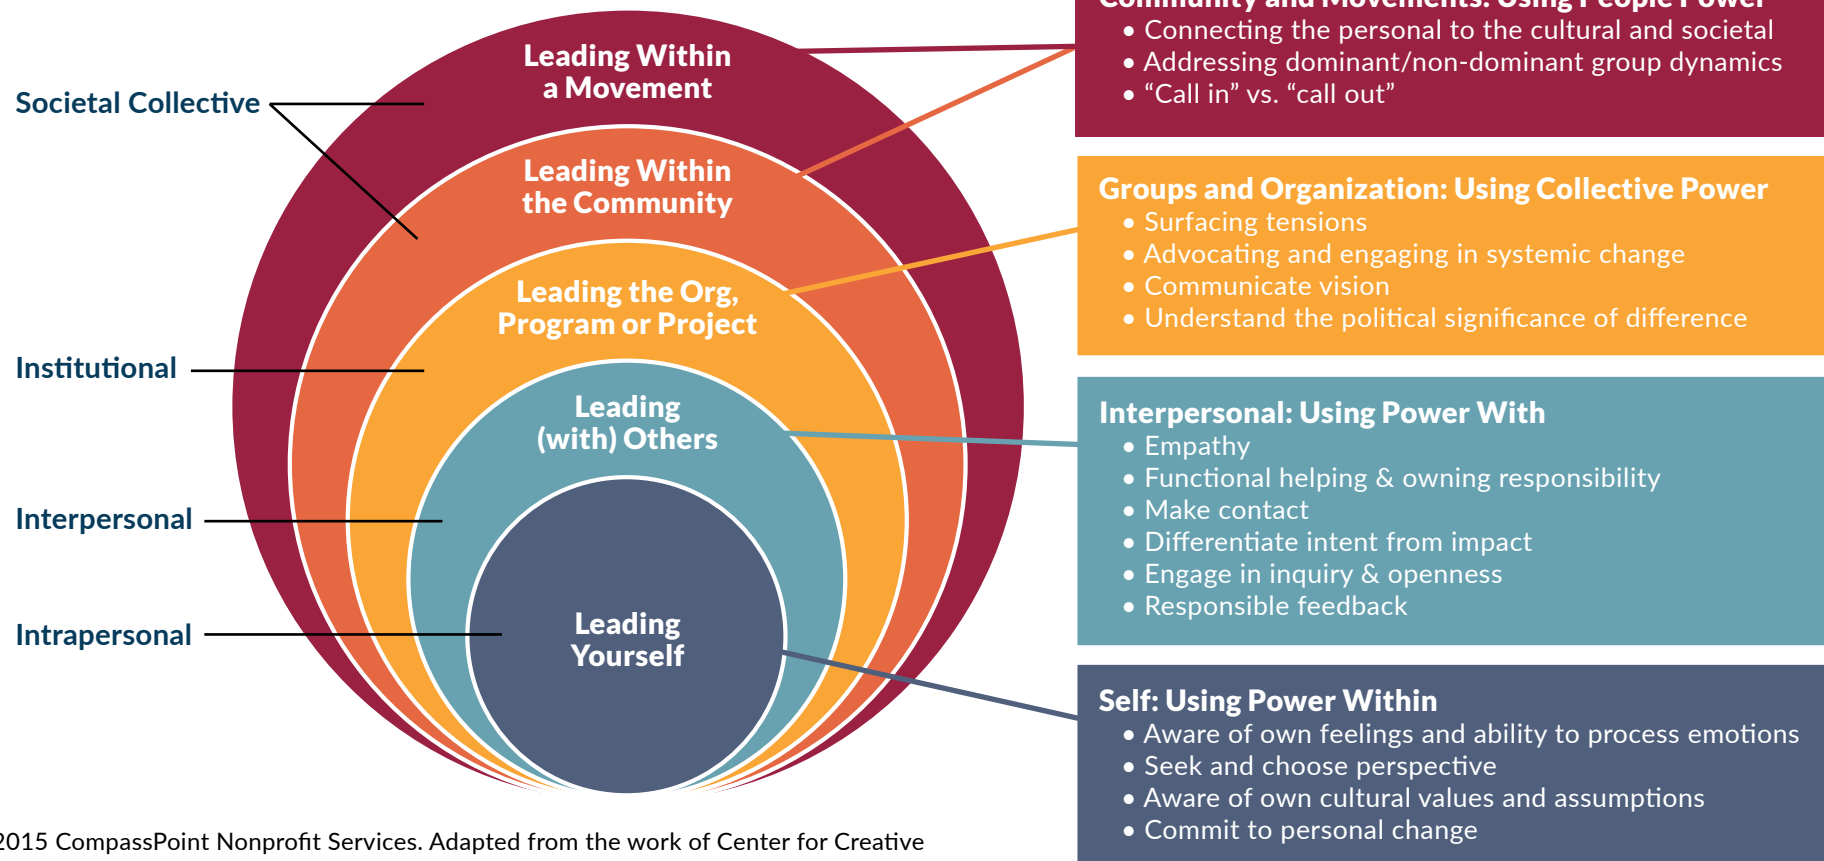 Leading Within
a Movement
Leading Within
the Community
Leading the Org,
Program or Project
Leading
(with) Others
Leading
Yourself
Societal Collective
Institutional
Interpersonal
Intrapersonal
Community and Movements: Using People Power
• Connecting the personal to the cultural and societal
• Addressing dominant/non-dominant group dynamics
• “Call in” vs. “call out”
Groups and Organization: Using Collective Power
• Surfacing tensions
• Advocating and engaging in systemic change
• Communicate vision
• Understand the political significance of difference
Interpersonal: Using Power With
• Empathy
• Functional helping & owning responsibility
• Make contact
• Differentiate intent from impact
• Engage in inquiry & openness
• Responsible feedback
Self: Using Power Within
• Aware of own feelings and ability to process emotions
• Seek and choose perspective
• Aware of own cultural values and assumptions
• Commit to personal change
2015 CompassPoint Nonprofit Services. Adapted from the work of Center for Creative